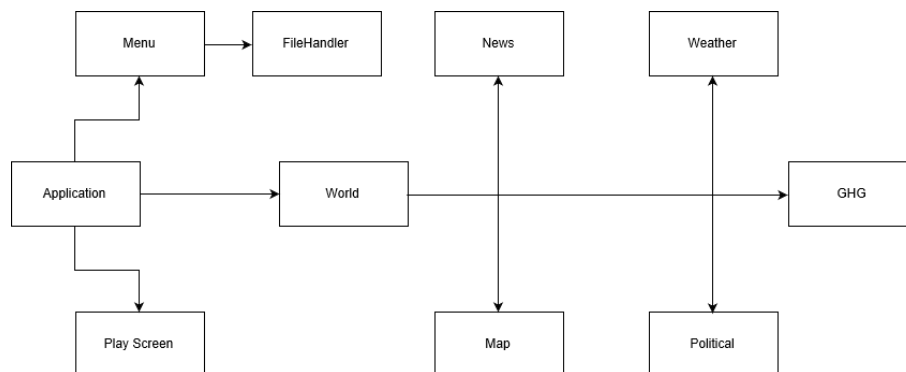 Menu
FileHandler
News
Weather
Application
World
GHG
Play Screen
Map
Political